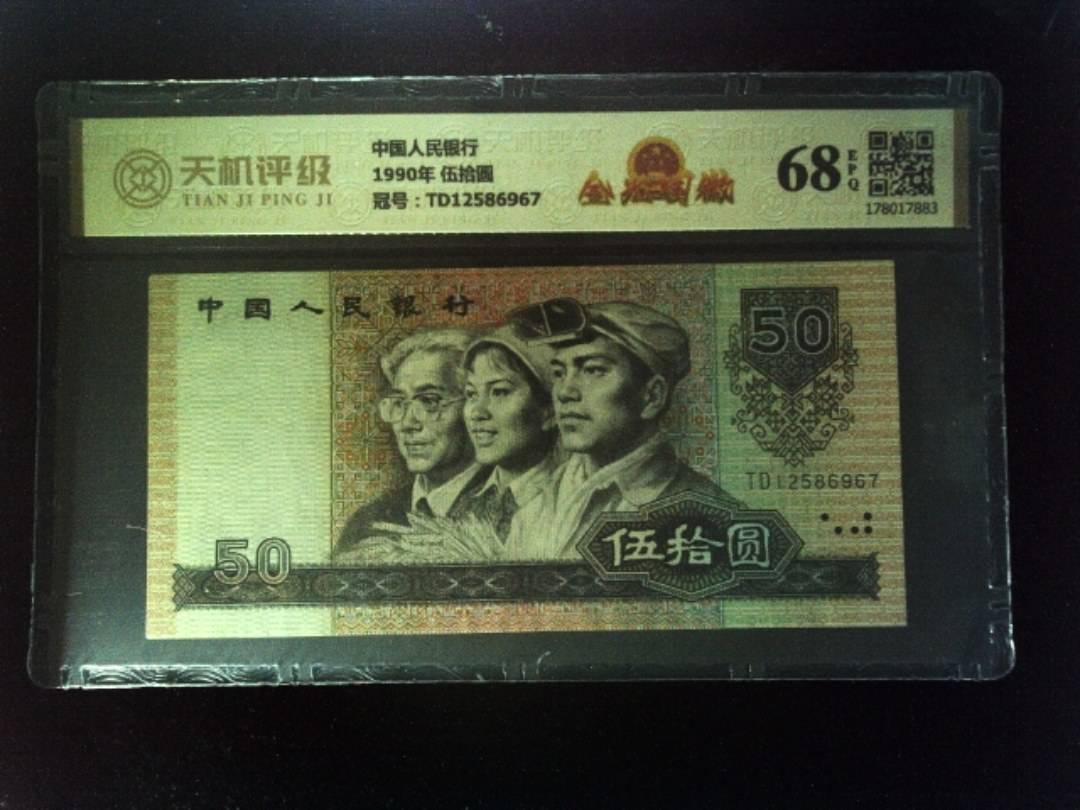 天机评级
TIAN JI PING JI
中国人民银行
1990年 伍拾圆
冠号：TD12586967
68
EPQ
178017883
中国人民银行
50
TD12586967
50
伍拾圆